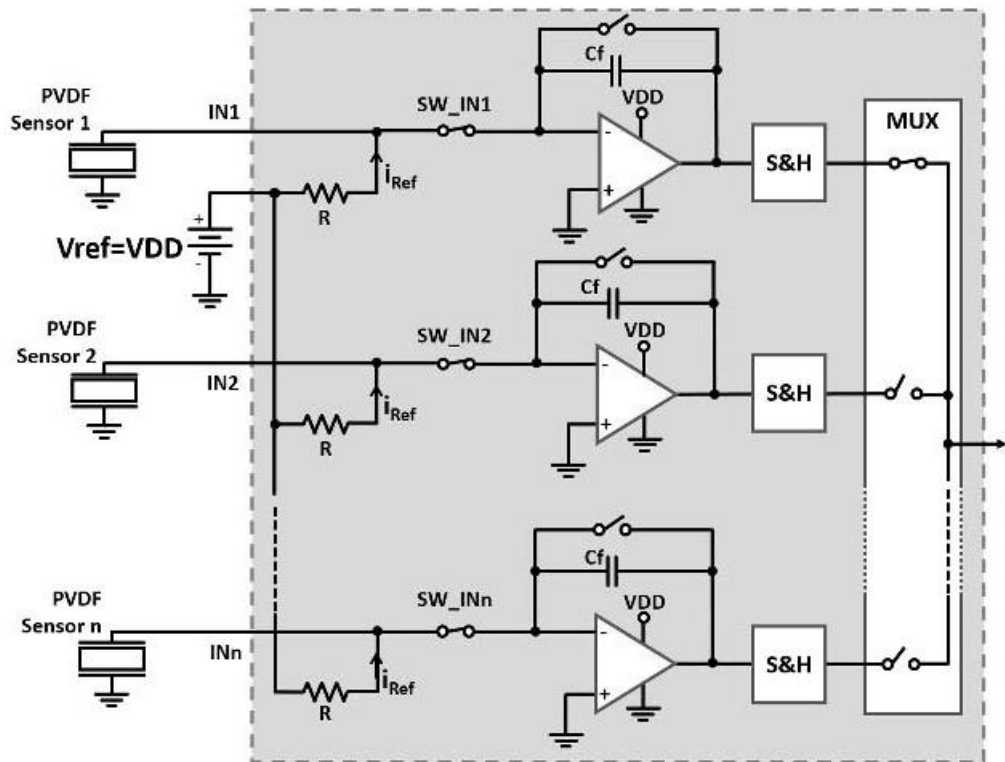 Cf
PVDF
Sensor 1
IN1
SW_IN1
VDD
-
+
S&H
MUX
iRef
R
+
-
Vref=VDD
Cf
PVDF
Sensor 2
IN2
SW_IN2
VDD
-
+
S&H
iRef
R
Cf
PVDF
Sensor n
INn
SW_INn
VDD
-
+
S&H
iRef
R